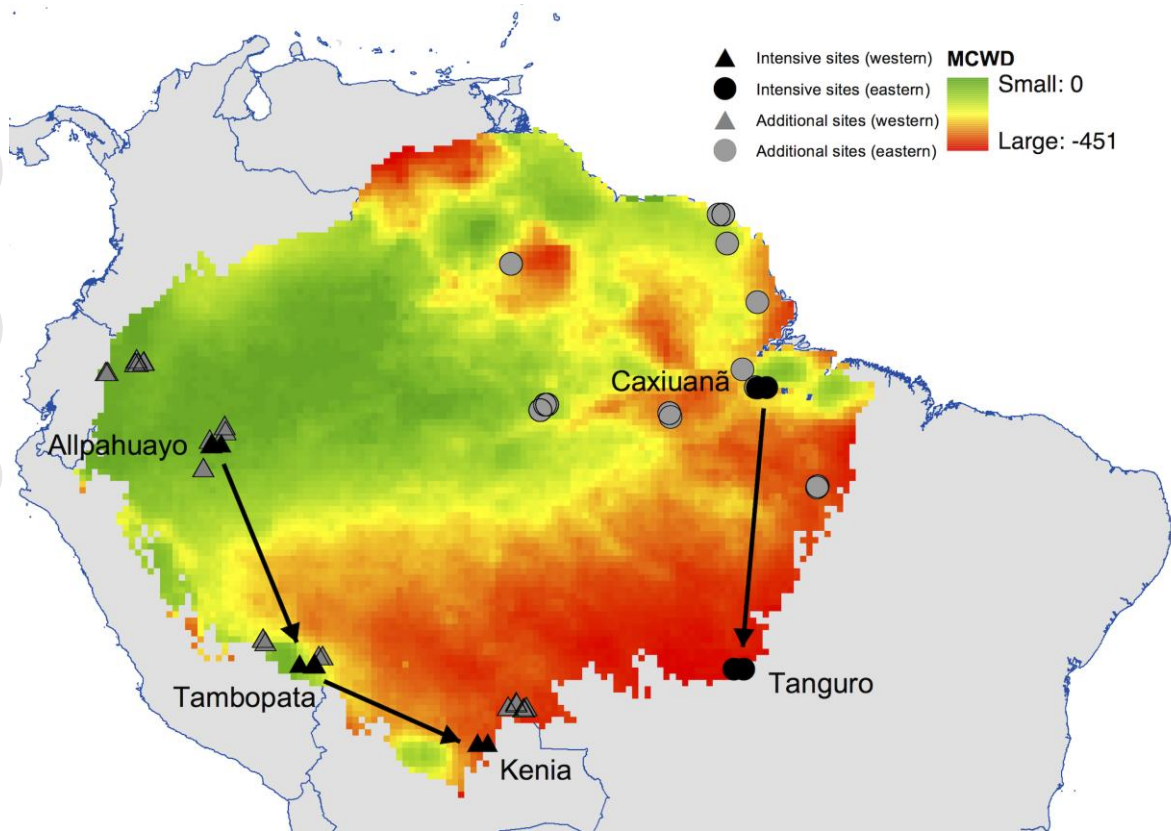 Intensive sites (western)
Intensive sites (eastern)
Additional sites (western)
Additional sites (eastern)
MCWD
Small: 0
Large: -451
Caxiuanã
Allpahuayo
Tambopata
Tanguro
Kenia